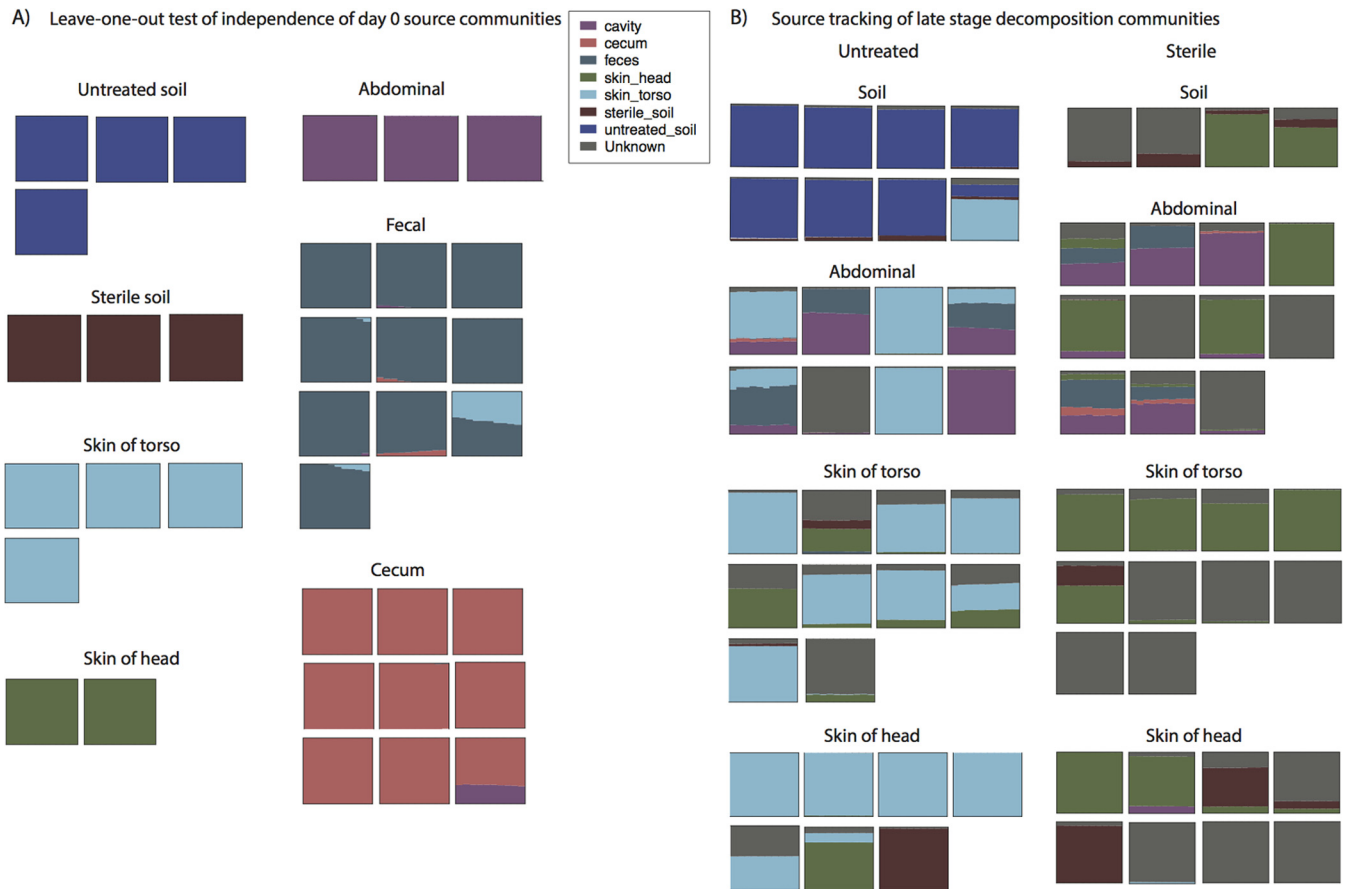 A) Leave-one-out test of independence of day 0 source communities
Untreated soil
Sterile soil
Skin of torso
Skin of head
Abdominal
Fecal
Cecum
cavity
cecum
feces
skin_head
skin_torso
sterile_soil
untreated_soil
Unknown
B) Source tracking of late stage decomposition communities
Untreated
Soil
Abdominal
Skin of torso
Skin of head
Sterile
Soil
Abdominal
Skin of torso
Skin of head